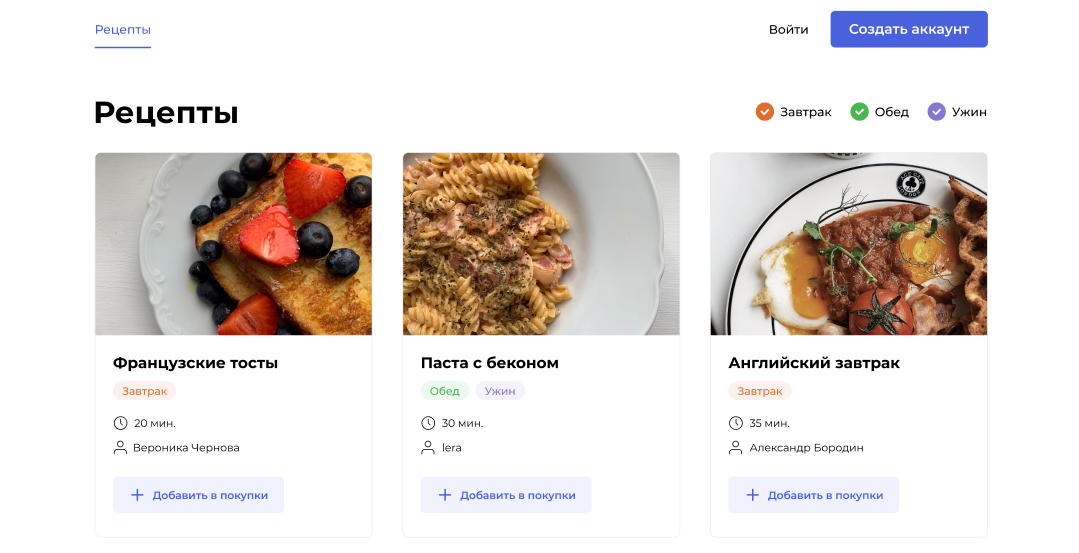 Рецепты
Войти
Создать аккаунт
Рецепты
Завтрак
Обед
Ужин
Французские тосты
Завтрак
20 мин.
Вероника Чернова
Добавить в покупки
Паста с беконом
Обед
Ужин
30 мин.
lera
Добавить в покупки
Английский завтрак
Завтрак
35 мин.
Александр Бородин
Добавить в покупки